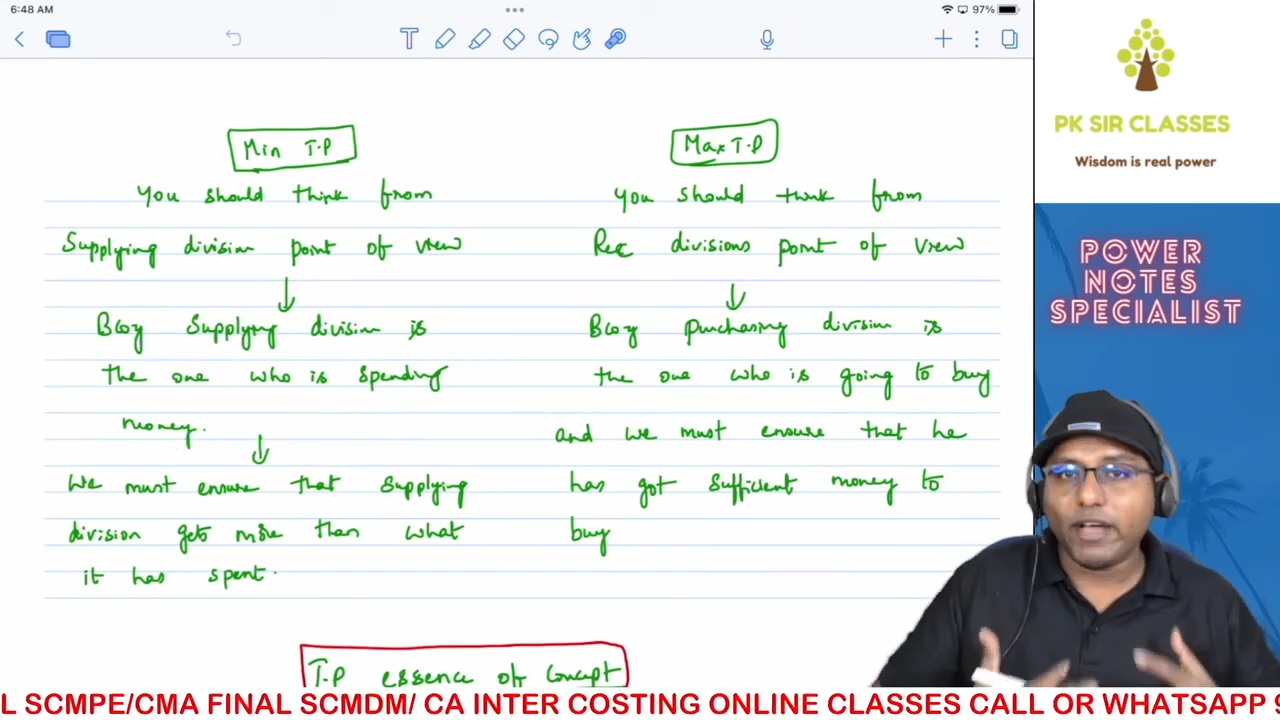 6:48 AM
97%
Min T.P
You should think from
Supplying division point of view
Bcoz Supplying division is
the one who is spending
money.
We must ensure that supplying
division gets more than what
it has spent.
Max T.P
You should think from
Rec divisions point of view
Bcoz purchasing division is
the one who is going to buy
and we must ensure that he
has got sufficient money to
buy
T.P essence of concept
PK SIR CLASSES
Wisdom is real power
POWER
NOTES
SPECIALIST
L SCMPE/CMA FINAL SCMDM/ CA INTER COSTING ONLINE CLASSES CALL OR WHATSAPP S